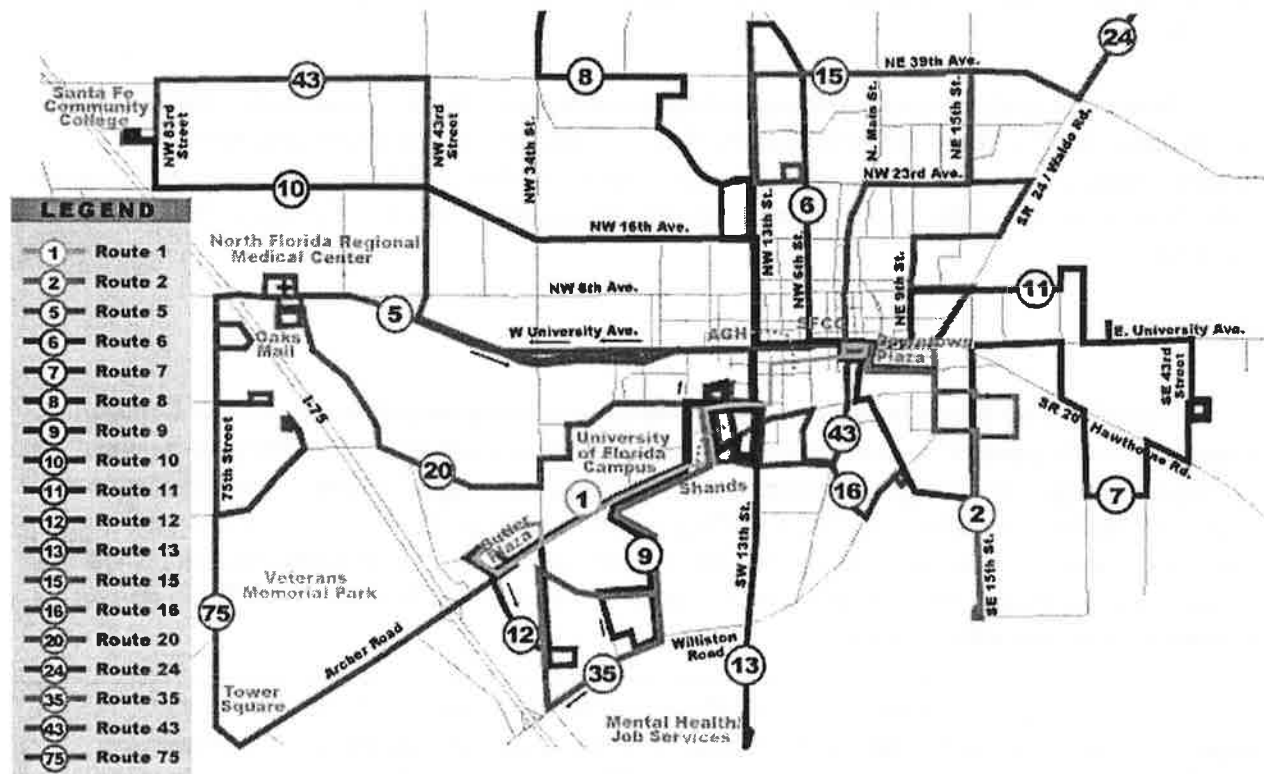 24
43
8
15
NE 39th Ave.
Santa Fe
Community
College
NW 83rd
Street
NW 43rd
Street
NW 34th St.
N. Main St.
NE 15th St.
SR 24 / Waldo Rd.
10
NW 23rd Ave.
6
LEGEND
1 Route 1
2 Route 2
5 Route 5
6 Route 6
7 Route 7
8 Route 8
9 Route 9
10 Route 10
11 Route 11
12 Route 12
13 Route 13
15 Route 15
16 Route 16
20 Route 20
24 Route 24
35 Route 35
43 Route 43
75 Route 75
North Florida Regional
Medical Center
NW 16th Ave.
NW 13th St.
NW 6th St.
NE 9th St.
NW 8th Ave.
11
5
W University Ave.
AGH
SFCC
Downtown
Plaza
E. University Ave.
Oaks
Mall
I-75
SE 43rd
Street
SR 20 Hawthorne Rd.
75th Street
University
of Florida
Campus
43
20
Shands
16
7
1
2
Butler
Plaza
9
SW 13th St.
SE 15th St.
Veterans
Memorial Park
75
12
Archer Road
Williston
Road
13
35
Tower
Square
Mental Health/
Job Services